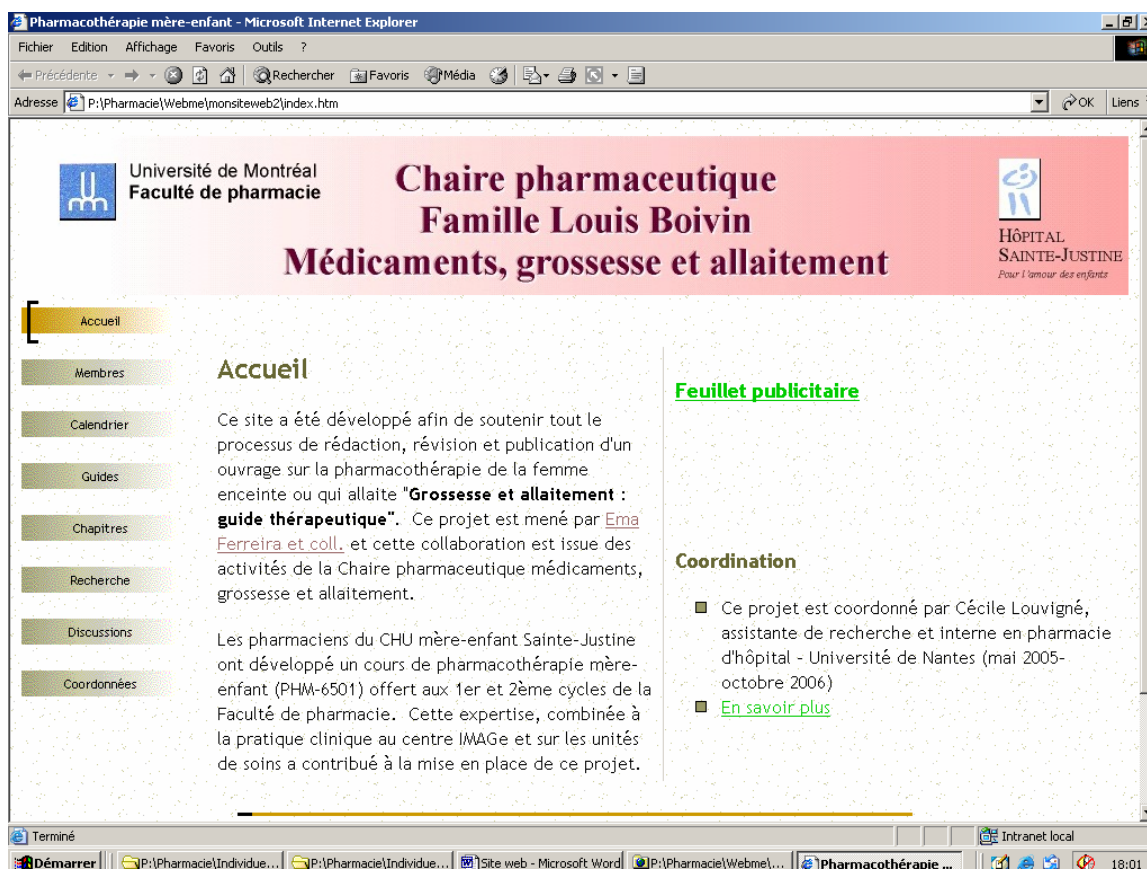 Pharmacothérapie mère-enfant - Microsoft Internet Explorer
Fichier Edition Affichage Favoris Outils ?
Précédente Rechercher Favoris Média
Adresse P:\Pharmacie\Webme\monsiteweb2\index.htm OK Liens
Université de Montréal
Faculté de pharmacie
Chaire pharmaceutique
Famille Louis Boivin
Médicaments, grossesse et allaitement
HÔPITAL
SAINTE-JUSTINE
Pour l'amour des enfants
Accueil
Membres
Calendrier
Guides
Chapitres
Recherche
Discussions
Coordonnées
Accueil
Ce site a été développé afin de soutenir tout le
processus de rédaction, révision et publication d'un
ouvrage sur la pharmacothérapie de la femme
enceinte ou qui allaite "Grossesse et allaitement :
guide thérapeutique". Ce projet est mené par Ema
Ferreira et coll. et cette collaboration est issue des
activités de la Chaire pharmaceutique médicaments,
grossesse et allaitement.
Les pharmaciens du CHU mère-enfant Sainte-Justine
ont développé un cours de pharmacothérapie mère-
enfant (PHM-6501) offert aux 1er et 2ème cycles de la
Faculté de pharmacie. Cette expertise, combinée à
la pratique clinique au centre IMAGe et sur les unités
de soins a contribué à la mise en place de ce projet.
Feuillet publicitaire
Coordination
Ce projet est coordonné par Cécile Louvigné,
assistante de recherche et interne en pharmacie
d'hôpital - Université de Nantes (mai 2005-
octobre 2006)
En savoir plus
Terminé Intranet local
Démarrer P:\Pharmacie\Individue... P:\Pharmacie\Individue... Site web - Microsoft Word P:\Pharmacie\Webme\... Pharmacothérapie ... 18:01